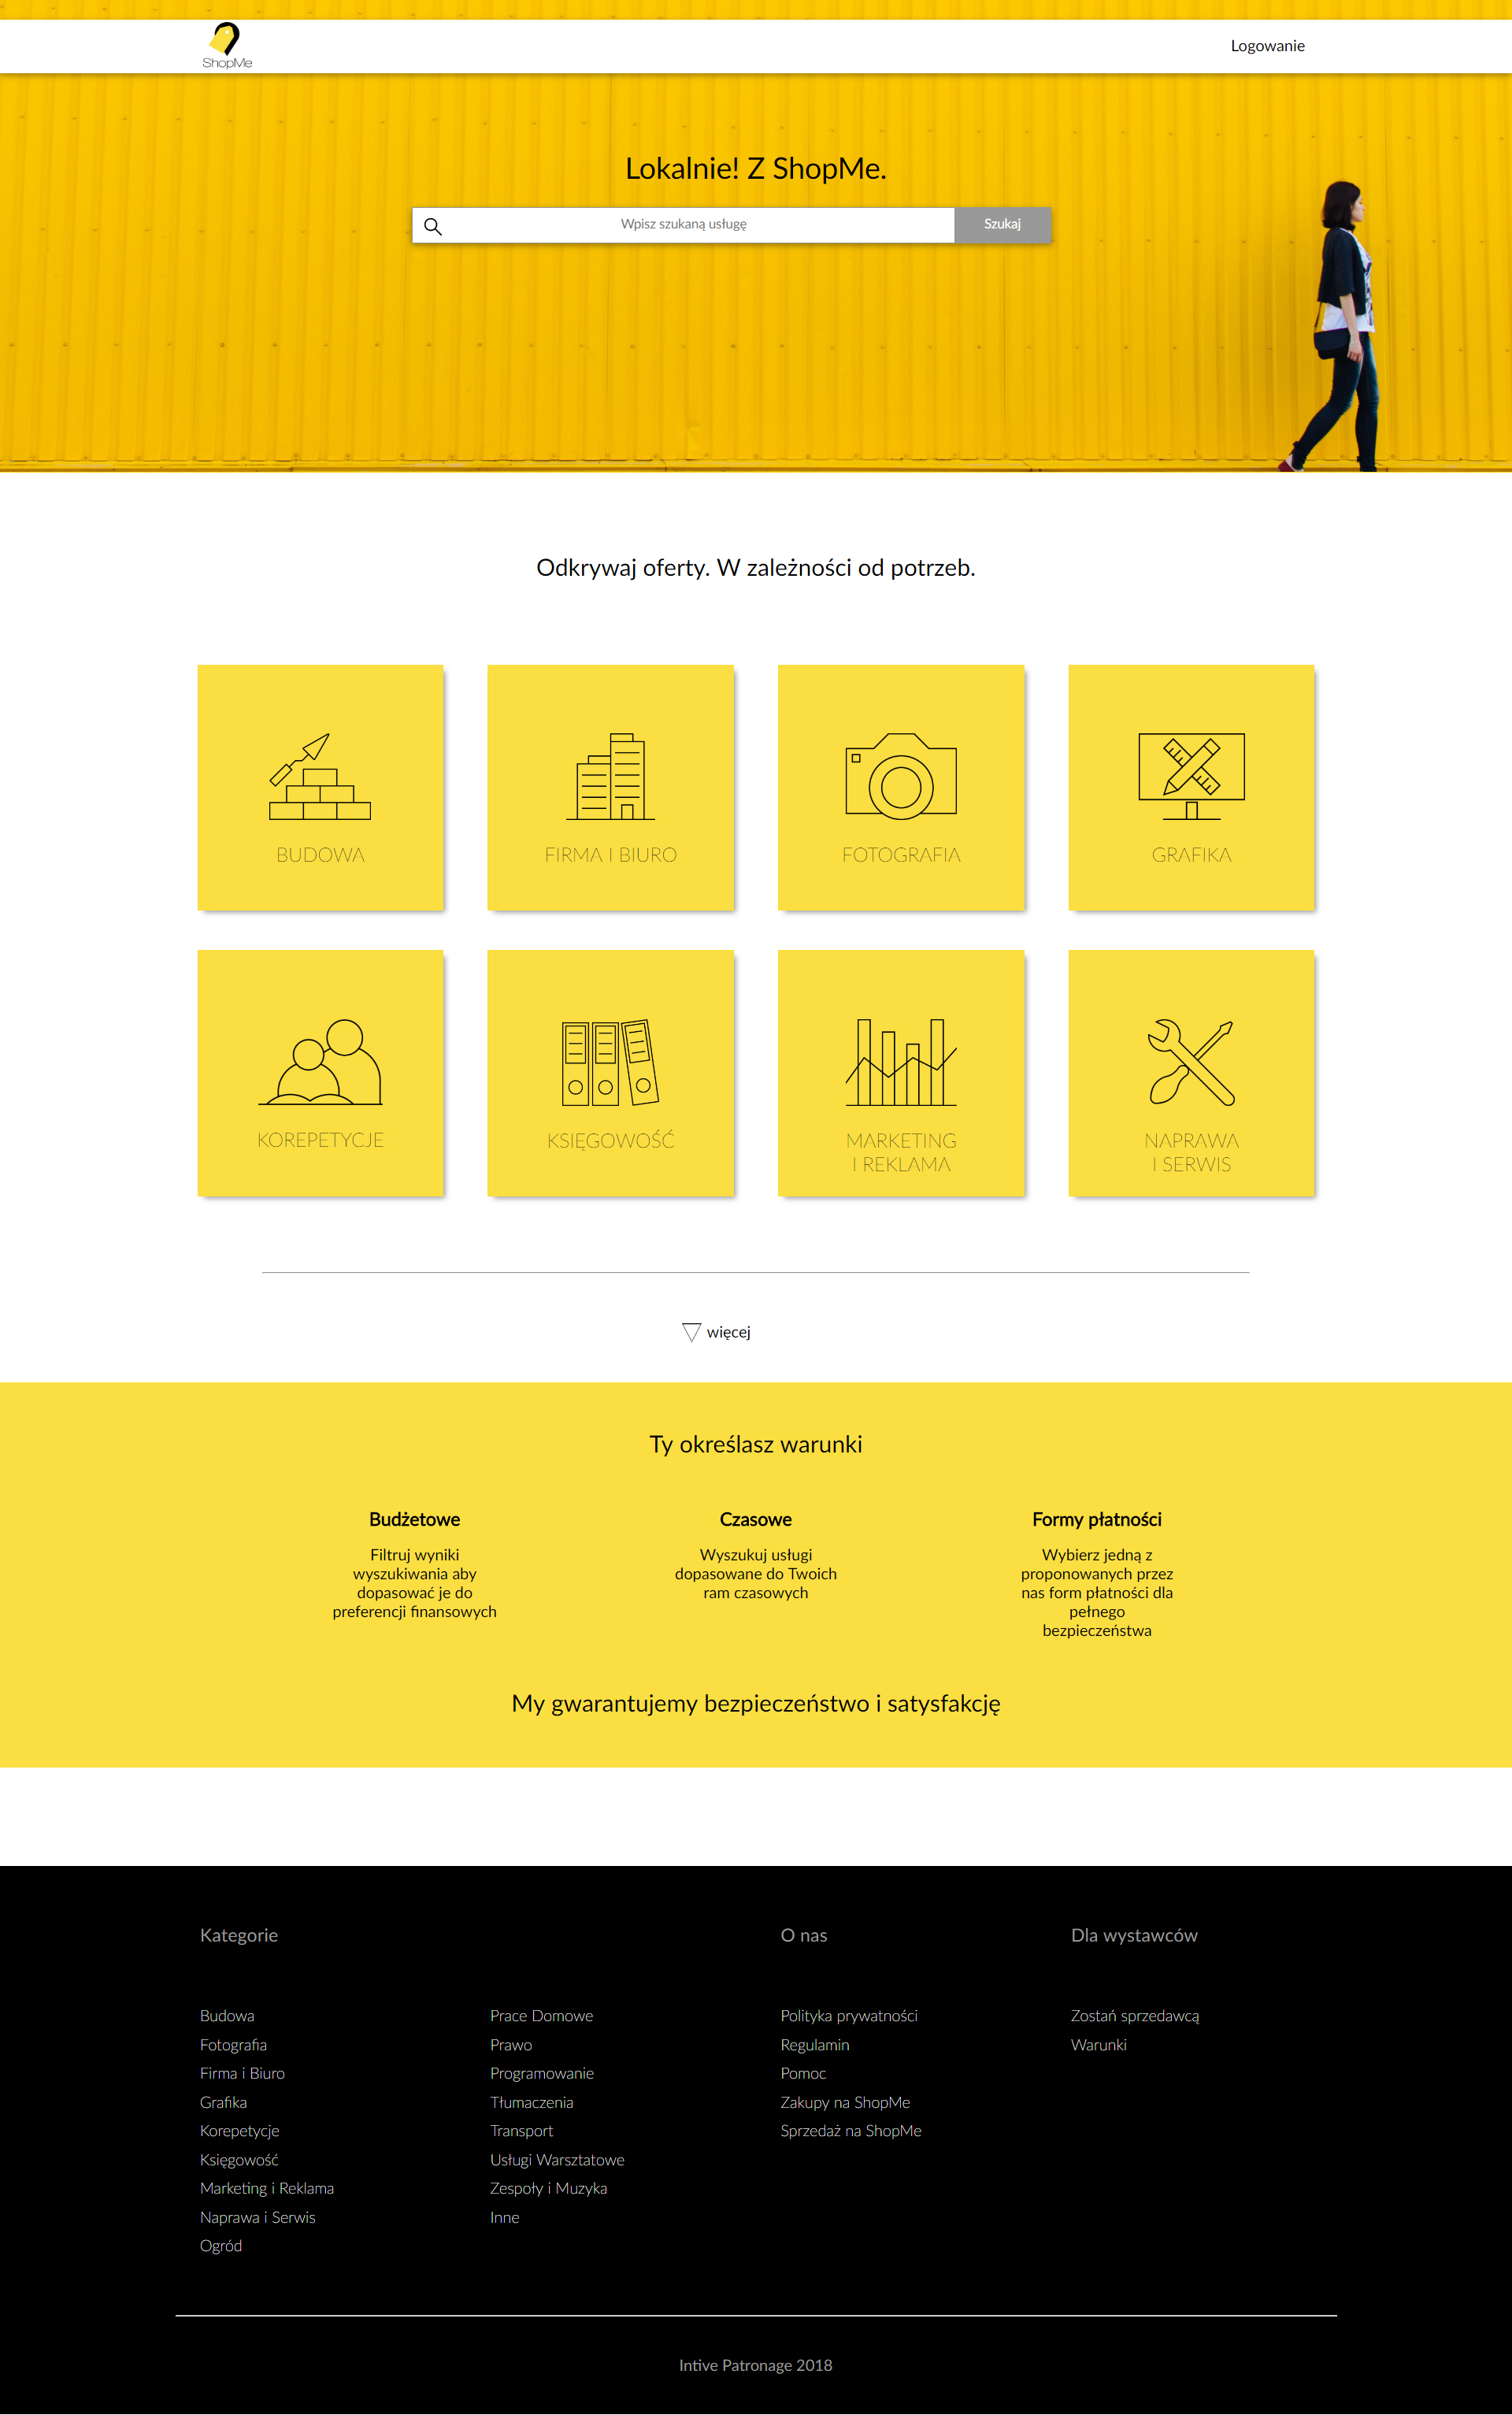 ShopMe
Logowanie
Lokalnie! Z ShopMe.
Wpisz szukaną usługę
Szukaj
Odkrywaj oferty. W zależności od potrzeb.
BUDOWA
FIRMA I BIURO
FOTOGRAFIA
GRAFIKA
KOREPETYCJE
KSIĘGOWOŚĆ
MARKETING
I REKLAMA
NAPRAWA
I SERWIS
więcej
Ty określasz warunki
Budżetowe
Filtruj wyniki
wyszukiwania aby
dopasować je do
preferencji finansowych
Czasowe
Wyszukuj usługi
dopasowane do Twoich
ram czasowych
Formy płatności
Wybierz jedną z
proponowanych przez
nas form płatności dla
pełnego
bezpieczeństwa
My gwarantujemy bezpieczeństwo i satysfakcję
Kategorie
Budowa
Fotografia
Firma i Biuro
Grafika
Korepetycje
Księgowość
Marketing i Reklama
Naprawa i Serwis
Ogród
Prace Domowe
Prawo
Programowanie
Tłumaczenia
Transport
Usługi Warsztatowe
Zespoły i Muzyka
Inne
O nas
Polityka prywatności
Regulamin
Pomoc
Zakupy na ShopMe
Sprzedaż na ShopMe
Dla wystawców
Zostań sprzedawcą
Warunki
Intive Patronage 2018